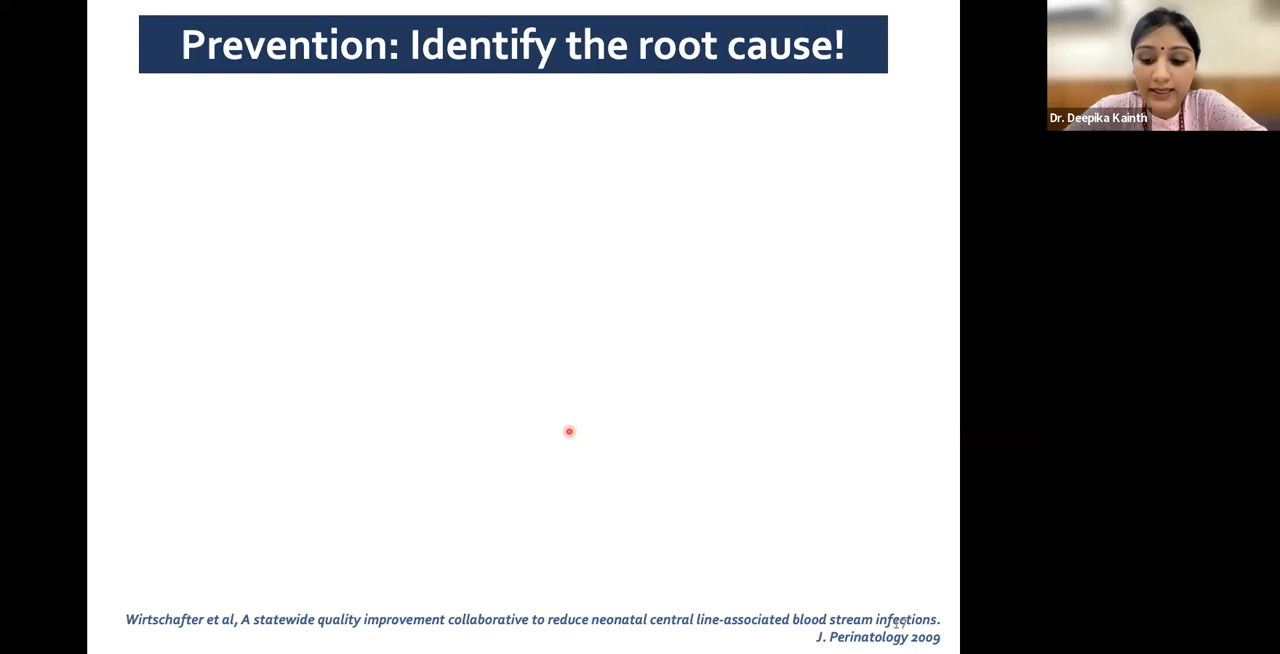 Prevention: Identify the root cause!
Dr. Deepika Kainth
Wirtschafter et al, A statewide quality improvement collaborative to reduce neonatal central line-associated blood stream infections.
17
J. Perinatology 2009